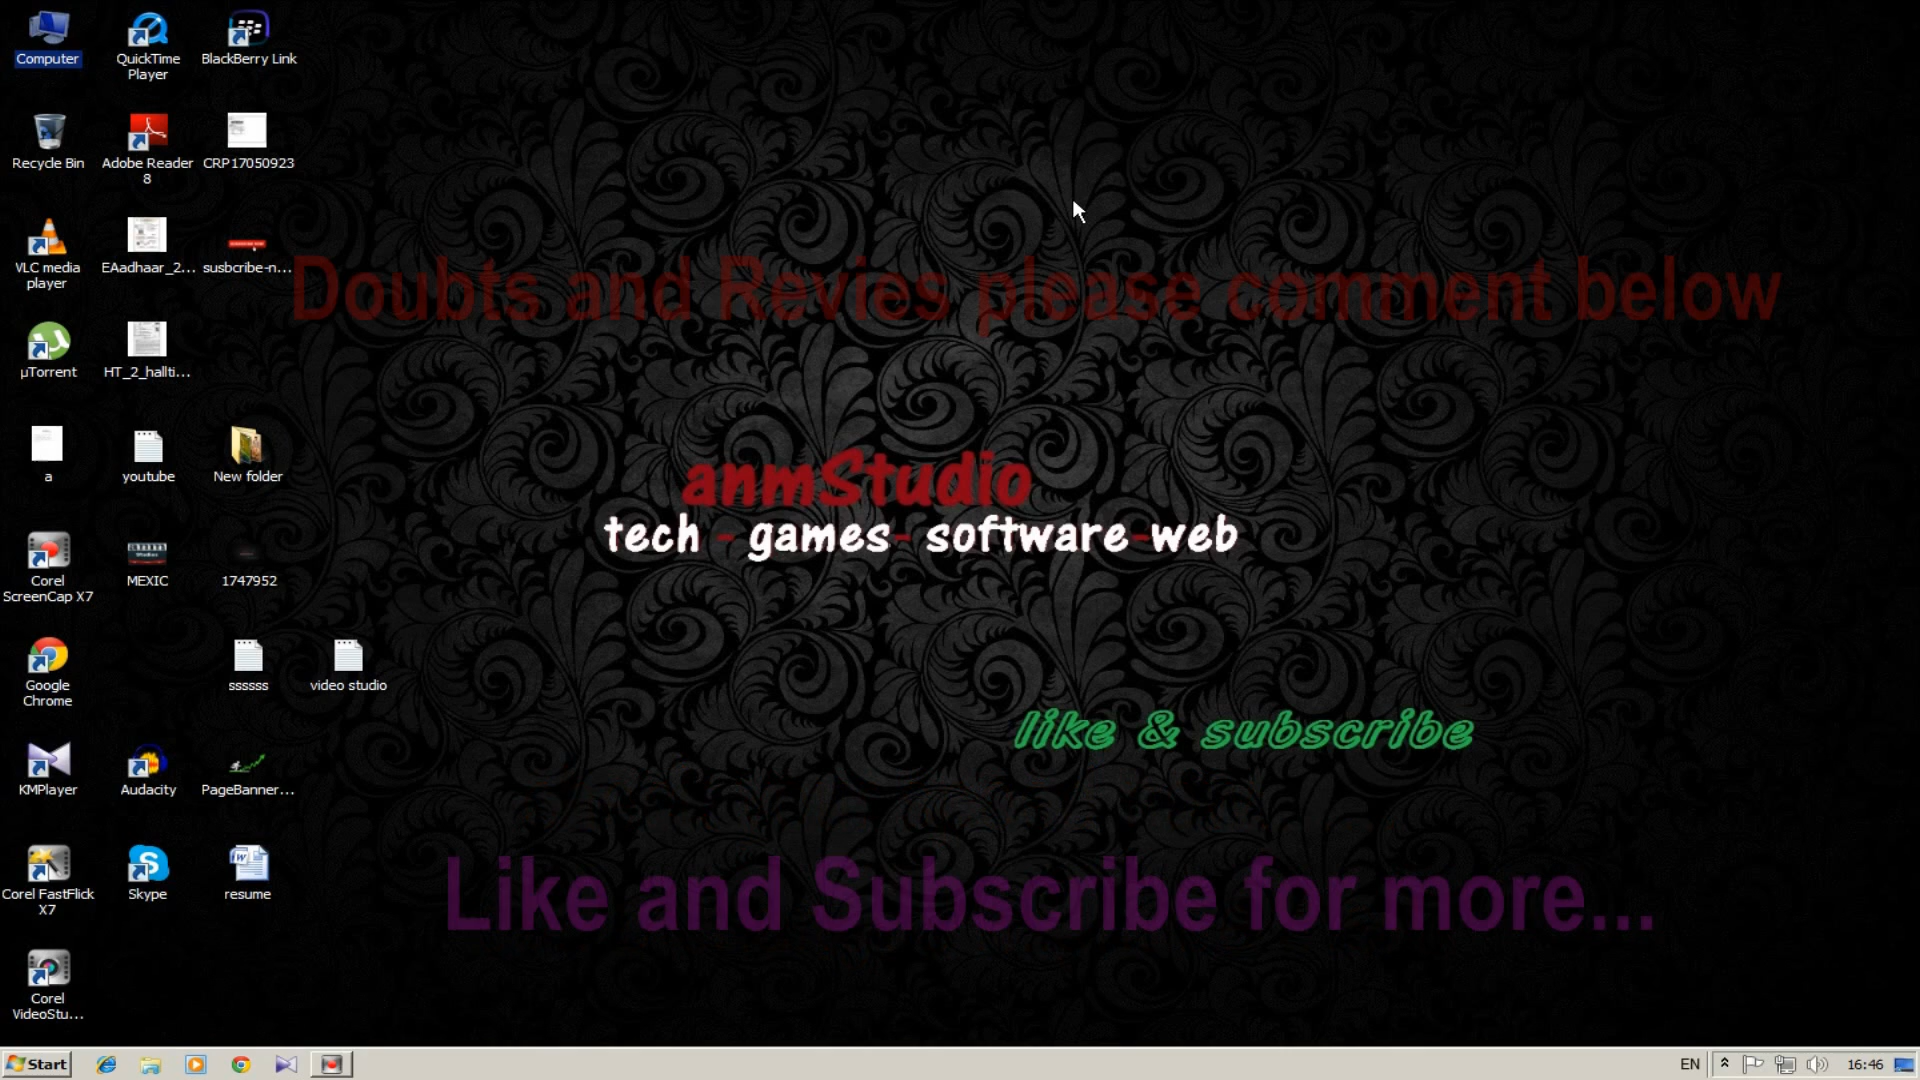 Computer
QuickTime
Player
BlackBerry Link
Recycle Bin
Adobe Reader
8
CRP17050923
VLC media
player
EAadhaar_2...
susbcribe-n...
Doubts and Revies please comment below
µTorrent
HT_2_hallti...
a
youtube
New folder
anmStudio
tech - games- software-web
Corel
ScreenCap X7
MEXIC
1747952
Google
Chrome
ssssss
video studio
like & subscribe
KMPlayer
Audacity
PageBanner...
Corel FastFlick
X7
Skype
resume
Like and Subscribe for more...
Corel
VideoStu...
Start
EN
16:46